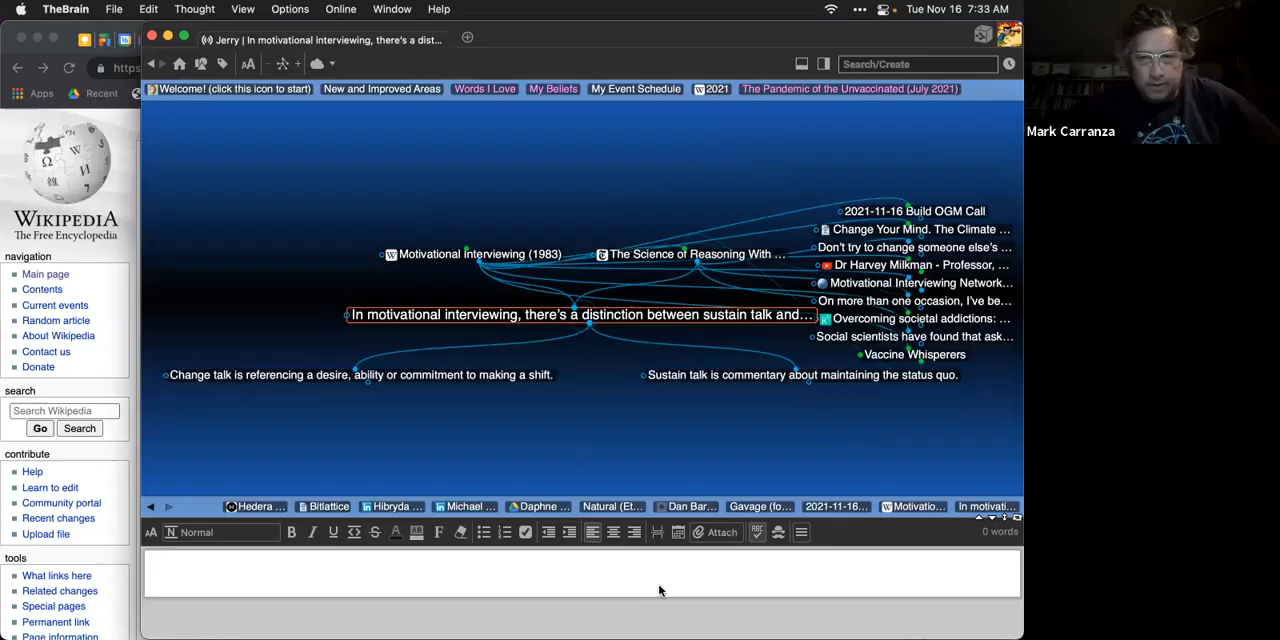 TheBrain File Edit Thought View Options Online Window Help
Tue Nov 16 7:33 AM
Jerry | In motivational interviewing, there's a dist...
https
Apps Recent
Search/Create
Welcome! (click this icon to start) New and Improved Areas Words I Love My Beliefs My Event Schedule W 2021 The Pandemic of the Unvaccinated (July 2021)
Mark Carranza
WIKIPEDIA
The Free Encyclopedia
navigation
Main page
Contents
Current events
Random article
About Wikipedia
Contact us
Donate
search
Search Wikipedia
Go Search
contribute
Help
Learn to edit
Community portal
Recent changes
Upload file
tools
What links here
Related changes
Special pages
Permanent link
Page information
2021-11-16 Build OGM Call
Change Your Mind. The Climate ...
Don't try to change someone else's ...
Dr Harvey Milkman - Professor, ...
Motivational Interviewing Network...
On more than one occasion, I've be...
Overcoming societal addictions: ...
Social scientists have found that ask...
Vaccine Whisperers
W Motivational Interviewing (1983) The Science of Reasoning With ...
In motivational interviewing, there's a distinction between sustain talk and...
Change talk is referencing a desire, ability or commitment to making a shift. Sustain talk is commentary about maintaining the status quo.
Hedera ... Bitlattice Hibryda ... Michael ... Daphne ... Natural (Et... Dan Bar... Gavage (fo... 2021-11-16... W Motivatio... In motivati...
AA N Normal B I U S A F Attach ABC 0 words